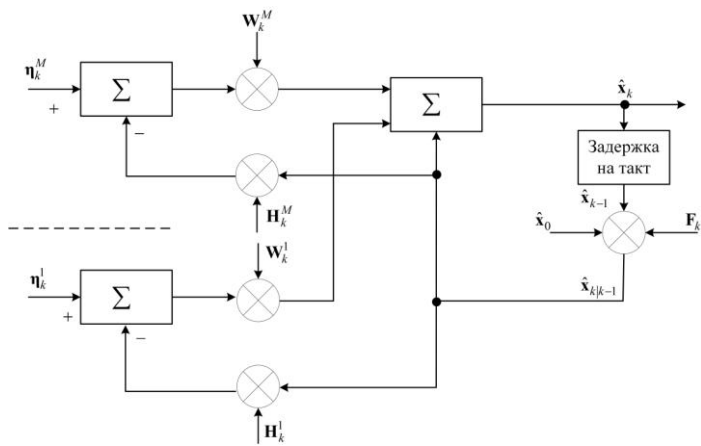 W_k^M
η_k^M
+
Σ
−
Σ
x̂_k
Задержка
на такт
x̂_{k−1}
H_k^M
x̂_0
F_k
W_k^1
η_k^1
+
Σ
−
x̂_{k|k−1}
H_k^1